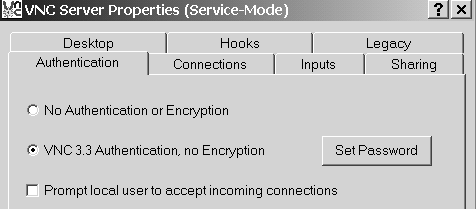 VNC Server Properties (Service-Mode)
Desktop Hooks Legacy
Authentication Connections Inputs Sharing
No Authentication or Encryption
VNC 3.3 Authentication, no Encryption Set Password
Prompt local user to accept incoming connections